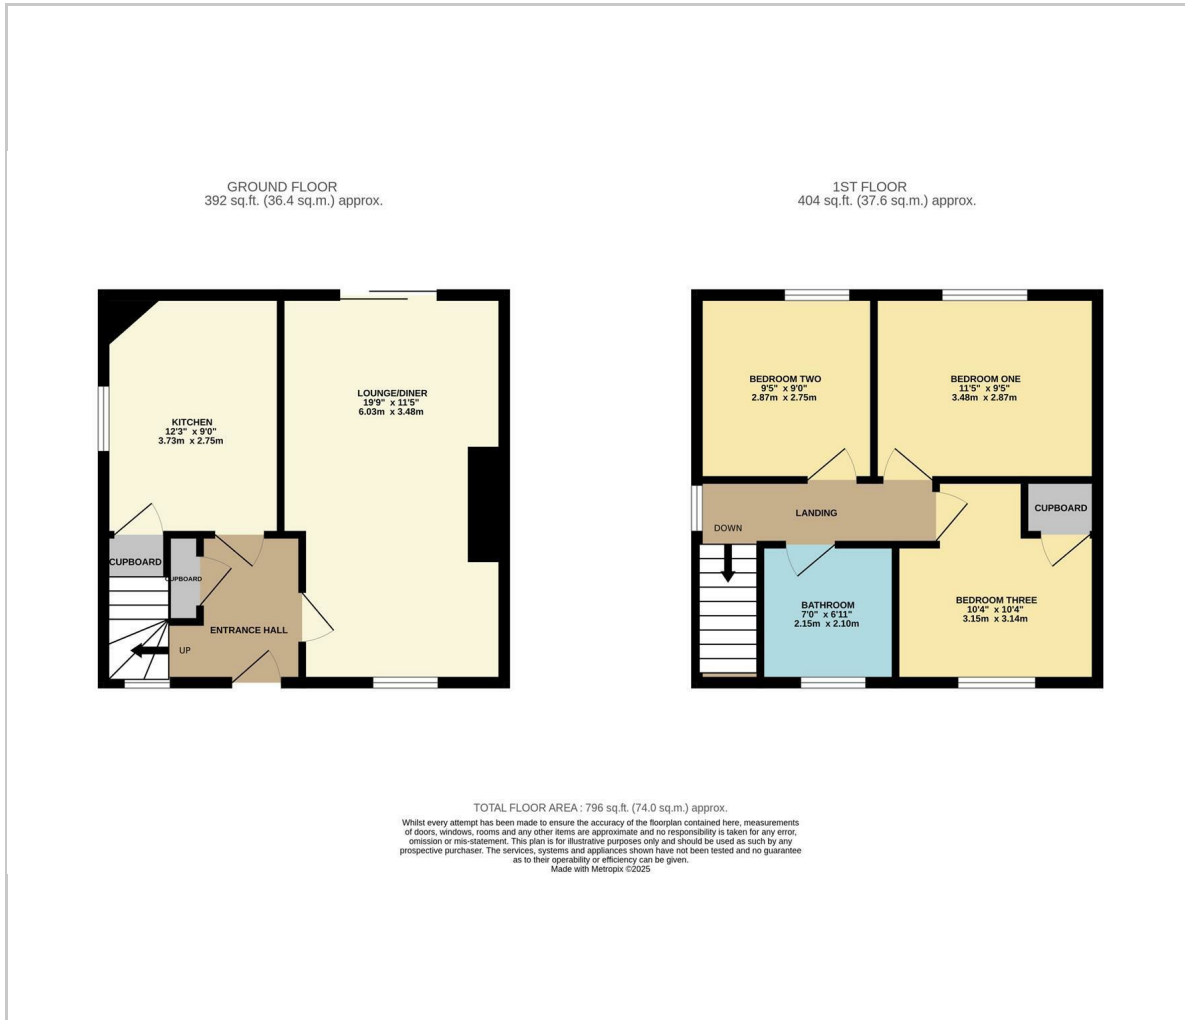 GROUND FLOOR
392 sq.ft. (36.4 sq.m.) approx.
1ST FLOOR
404 sq.ft. (37.6 sq.m.) approx.
LOUNGE/DINER
19'9" x 11'5"
6.03m x 3.48m
KITCHEN
12'3" x 9'0"
3.73m x 2.75m
CUPBOARD
CUPBOARD
ENTRANCE HALL
UP
BEDROOM TWO
9'5" x 9'0"
2.87m x 2.75m
BEDROOM ONE
11'5" x 9'5"
3.48m x 2.87m
CUPBOARD
LANDING
DOWN
BATHROOM
7'0" x 6'11"
2.15m x 2.10m
BEDROOM THREE
10'4" x 10'4"
3.15m x 3.14m
TOTAL FLOOR AREA : 796 sq.ft. (74.0 sq.m.) approx.
Whilst every attempt has been made to ensure the accuracy of the floorplan contained here, measurements
of doors, windows, rooms and any other items are approximate and no responsibility is taken for any error,
omission or mis-statement. This plan is for illustrative purposes only and should be used as such by any
prospective purchaser. The services, systems and appliances shown have not been tested and no guarantee
as to their operability or efficiency can be given.
Made with Metropix ©2025